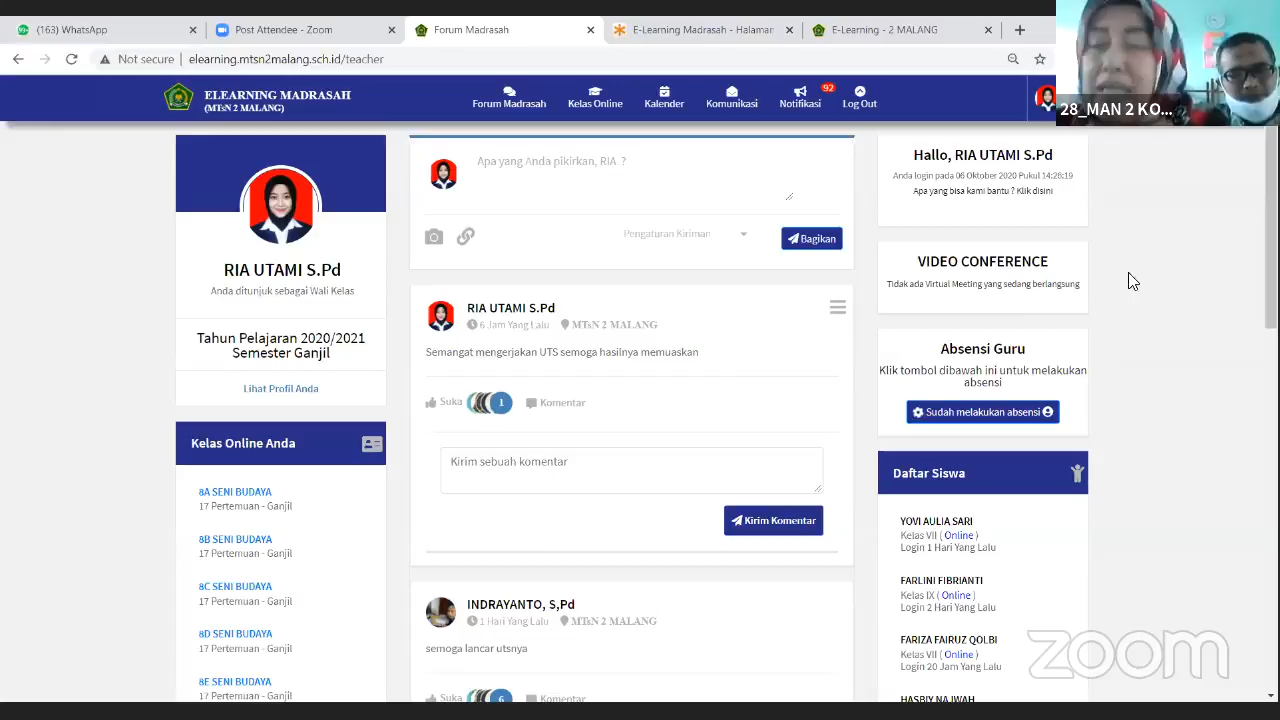 (163) WhatsApp
Post Attendee - Zoom
Forum Madrasah
E-Learning Madrasah - Halaman
E-Learning - 2 MALANG
Not secure
elearning.mtsn2malang.sch.id/teacher
28_MAN 2 KO...
ELEARNING MADRASAH
(MTsN 2 MALANG)
Forum Madrasah
Kelas Online
Kalender
Komunikasi
Notifikasi
92
Log Out
RIA UTAMI S.Pd
Anda ditunjuk sebagai Wali Kelas
Tahun Pelajaran 2020/2021
Semester Ganjil
Lihat Profil Anda
Kelas Online Anda
8A SENI BUDAYA
17 Pertemuan - Ganjil
8B SENI BUDAYA
17 Pertemuan - Ganjil
8C SENI BUDAYA
17 Pertemuan - Ganjil
8D SENI BUDAYA
17 Pertemuan - Ganjil
8E SENI BUDAYA
17 Pertemuan - Ganjil
Apa yang Anda pikirkan, RIA ?
Pengaturan Kiriman
Bagikan
RIA UTAMI S.Pd
6 Jam Yang Lalu MTsN 2 MALANG
Semangat mengerjakan UTS semoga hasilnya memuaskan
Suka 1 Komentar
Kirim sebuah komentar
Kirim Komentar
INDRAYANTO, S,Pd
1 Hari Yang Lalu MTsN 2 MALANG
semoga lancar utsnya
Suka 6 Komentar
Hallo, RIA UTAMI S.Pd
Anda login pada 06 Oktober 2020 Pukul 14:28:19
Apa yang bisa kami bantu ? Klik disini
VIDEO CONFERENCE
Tidak ada Virtual Meeting yang sedang berlangsung
Absensi Guru
Klik tombol dibawah ini untuk melakukan
absensi
Sudah melakukan absensi
Daftar Siswa
YOVI AULIA SARI
Kelas VII ( Online )
Login 1 Hari Yang Lalu
FARLINI FIBRIANTI
Kelas IX ( Online )
Login 2 Hari Yang Lalu
FARIZA FAIRUZ QOLBI
Kelas VII ( Online )
Login 20 Jam Yang Lalu
HASBIY NAJWAH
zoom